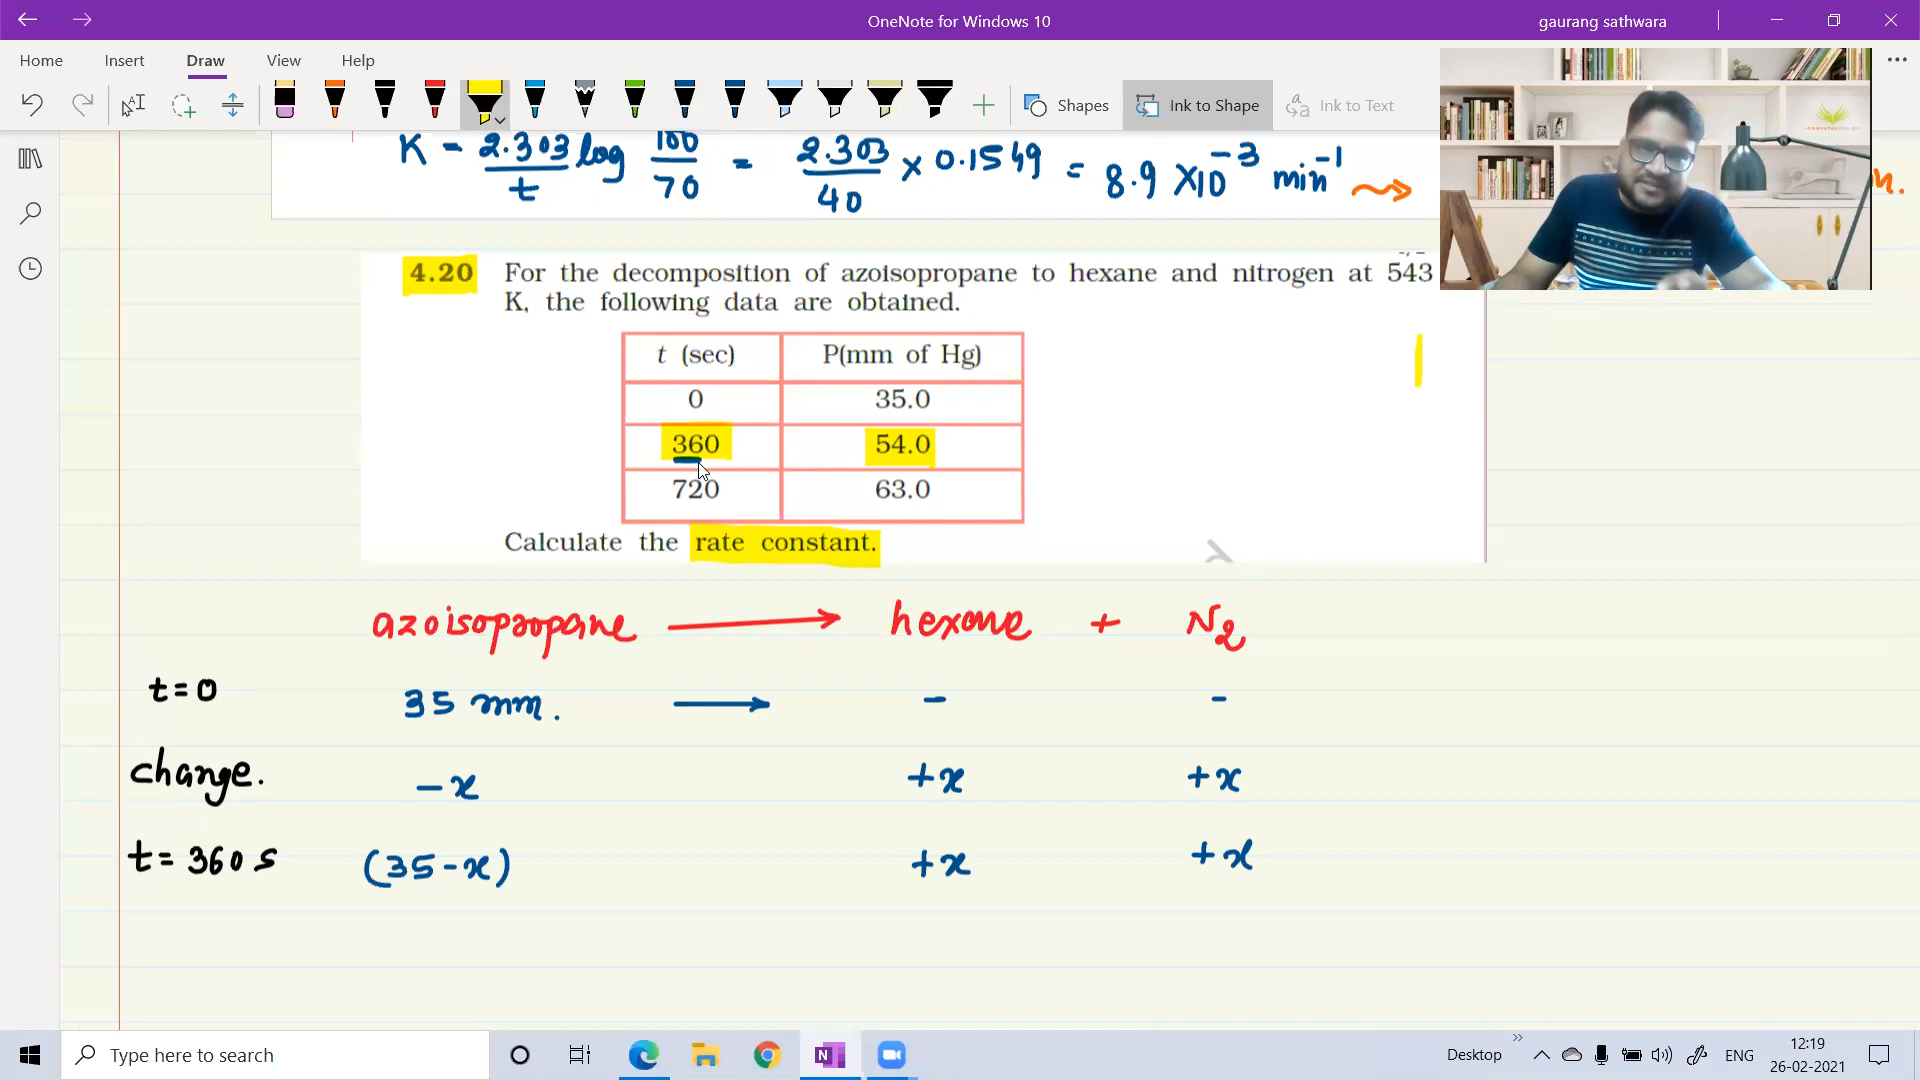 OneNote for Windows 10
gaurang sathwara
Home Insert Draw View Help
Shapes Ink to Shape Ink to Text
K = 2.303/t log 100/70 = 2.303/40 × 0.1549 = 8.9 × 10⁻³ min⁻¹
4.20 For the decomposition of azoisopropane to hexane and nitrogen at 543
K, the following data are obtained.
t (sec) P(mm of Hg)
0 35.0
360 54.0
720 63.0
Calculate the rate constant.
azoisopropane → hexane + N₂
t=0 35 mm. → - -
change. -x +x +x
t= 360 s (35-x) +x +x
Type here to search
Desktop ENG 12:19
26-02-2021